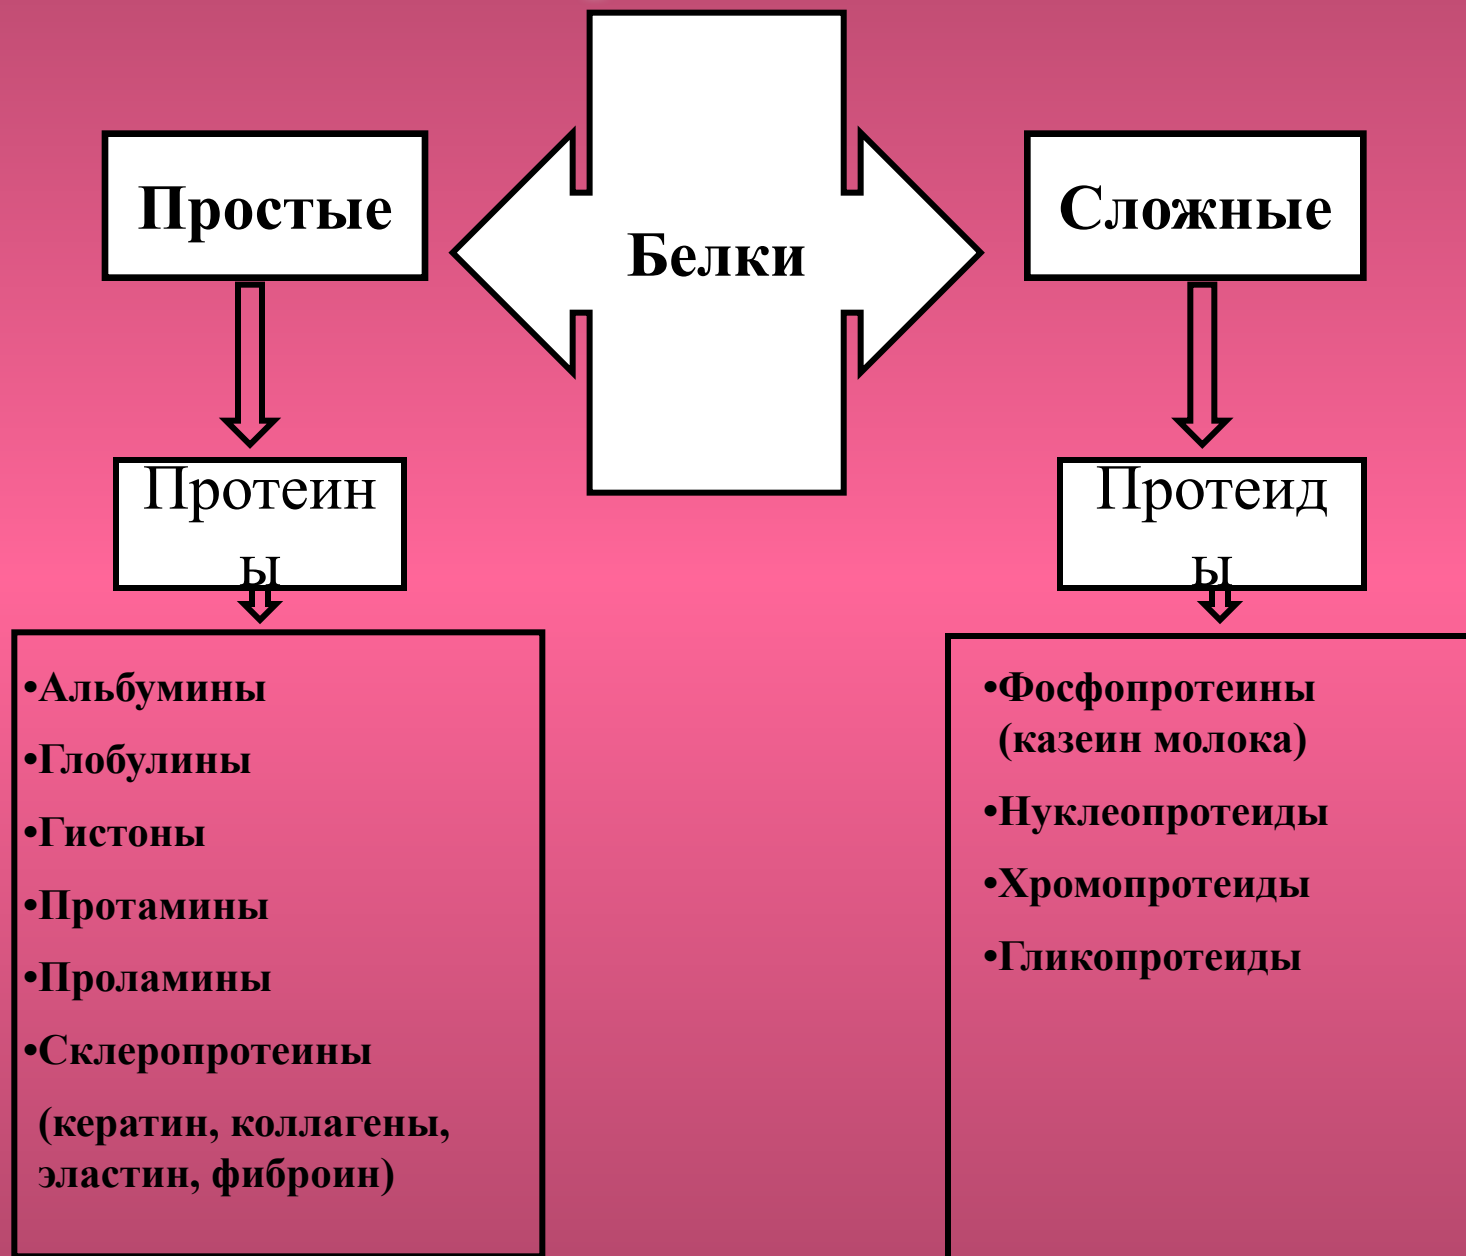 Белки
Простые
Протеин
ы
•Альбумины
•Глобулины
•Гистоны
•Протамины
•Проламины
•Склеропротеины
(кератин, коллагены,
эластин, фиброин)
Сложные
Протеид
ы
•Фосфопротеины
(казеин молока)
•Нуклеопротеиды
•Хромопротеиды
•Гликопротеиды